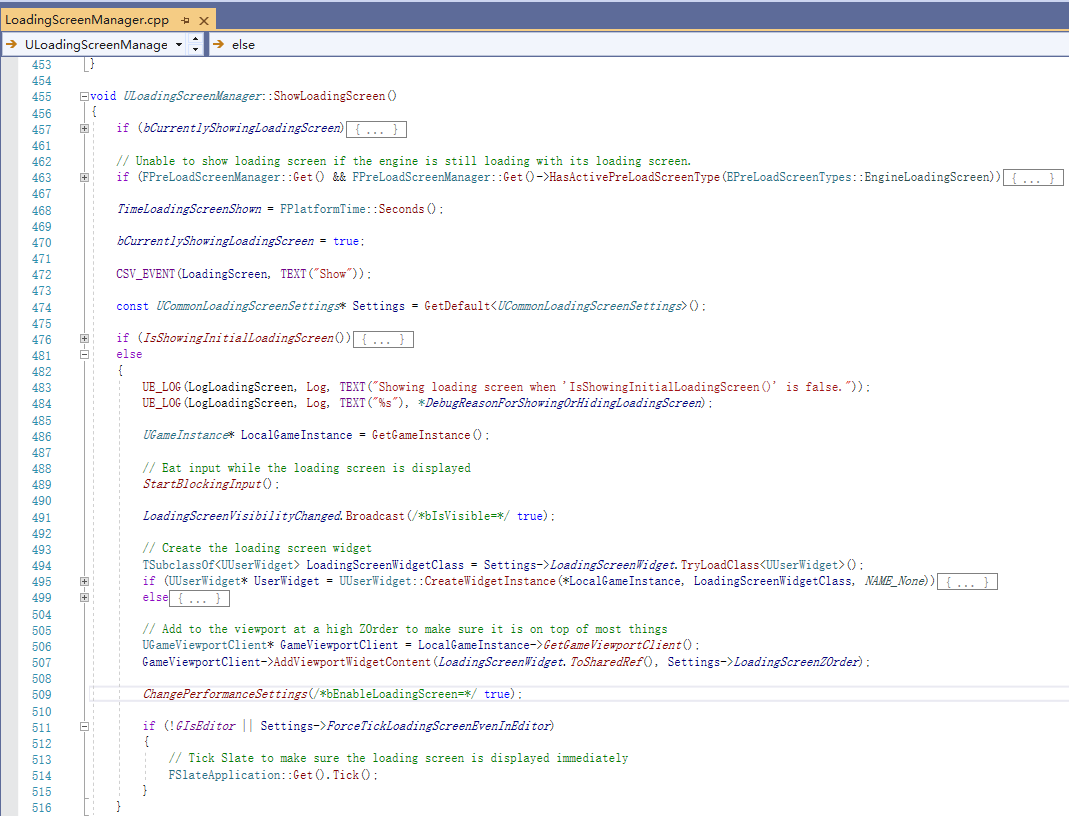 LoadingScreenManager.cpp
ULoadingScreenManage
else
453 }
454
455 void ULoadingScreenManager::ShowLoadingScreen()
456 {
457 if (bCurrentlyShowingLoadingScreen){ ... }
461
462 // Unable to show loading screen if the engine is still loading with its loading screen.
463 if (FPreLoadScreenManager::Get() && FPreLoadScreenManager::Get()->HasActivePreLoadScreenType(EPreLoadScreenTypes::EngineLoadingScreen)){ ... }
467
468 TimeLoadingScreenShown = FPlatformTime::Seconds();
469
470 bCurrentlyShowingLoadingScreen = true;
471
472 CSV_EVENT(LoadingScreen, TEXT("Show"));
473
474 const UCommonLoadingScreenSettings* Settings = GetDefault<UCommonLoadingScreenSettings>();
475
476 if (IsShowingInitialLoadingScreen()){ ... }
481 else
482 {
483 UE_LOG(LogLoadingScreen, Log, TEXT("Showing loading screen when 'IsShowingInitialLoadingScreen()' is false."));
484 UE_LOG(LogLoadingScreen, Log, TEXT("%s"), *DebugReasonForShowingOrHidingLoadingScreen);
485
486 UGameInstance* LocalGameInstance = GetGameInstance();
487
488 // Eat input while the loading screen is displayed
489 StartBlockingInput();
490
491 LoadingScreenVisibilityChanged.Broadcast(/*bIsVisible=*/ true);
492
493 // Create the loading screen widget
494 TSubclassOf<UUserWidget> LoadingScreenWidgetClass = Settings->LoadingScreenWidget.TryLoadClass<UUserWidget>();
495 if (UUserWidget* UserWidget = UUserWidget::CreateWidgetInstance(*LocalGameInstance, LoadingScreenWidgetClass, NAME_None)){ ... }
499 else{ ... }
504
505 // Add to the viewport at a high ZOrder to make sure it is on top of most things
506 UGameViewportClient* GameViewportClient = LocalGameInstance->GetGameViewportClient();
507 GameViewportClient->AddViewportWidgetContent(LoadingScreenWidget.ToSharedRef(), Settings->LoadingScreenZOrder);
508
509 ChangePerformanceSettings(/*bEnableLoadingScreen=*/ true);
510
511 if (!GIsEditor || Settings->ForceTickLoadingScreenEvenInEditor)
512 {
513 // Tick Slate to make sure the loading screen is displayed immediately
514 FSlateApplication::Get().Tick();
515 }
516 }